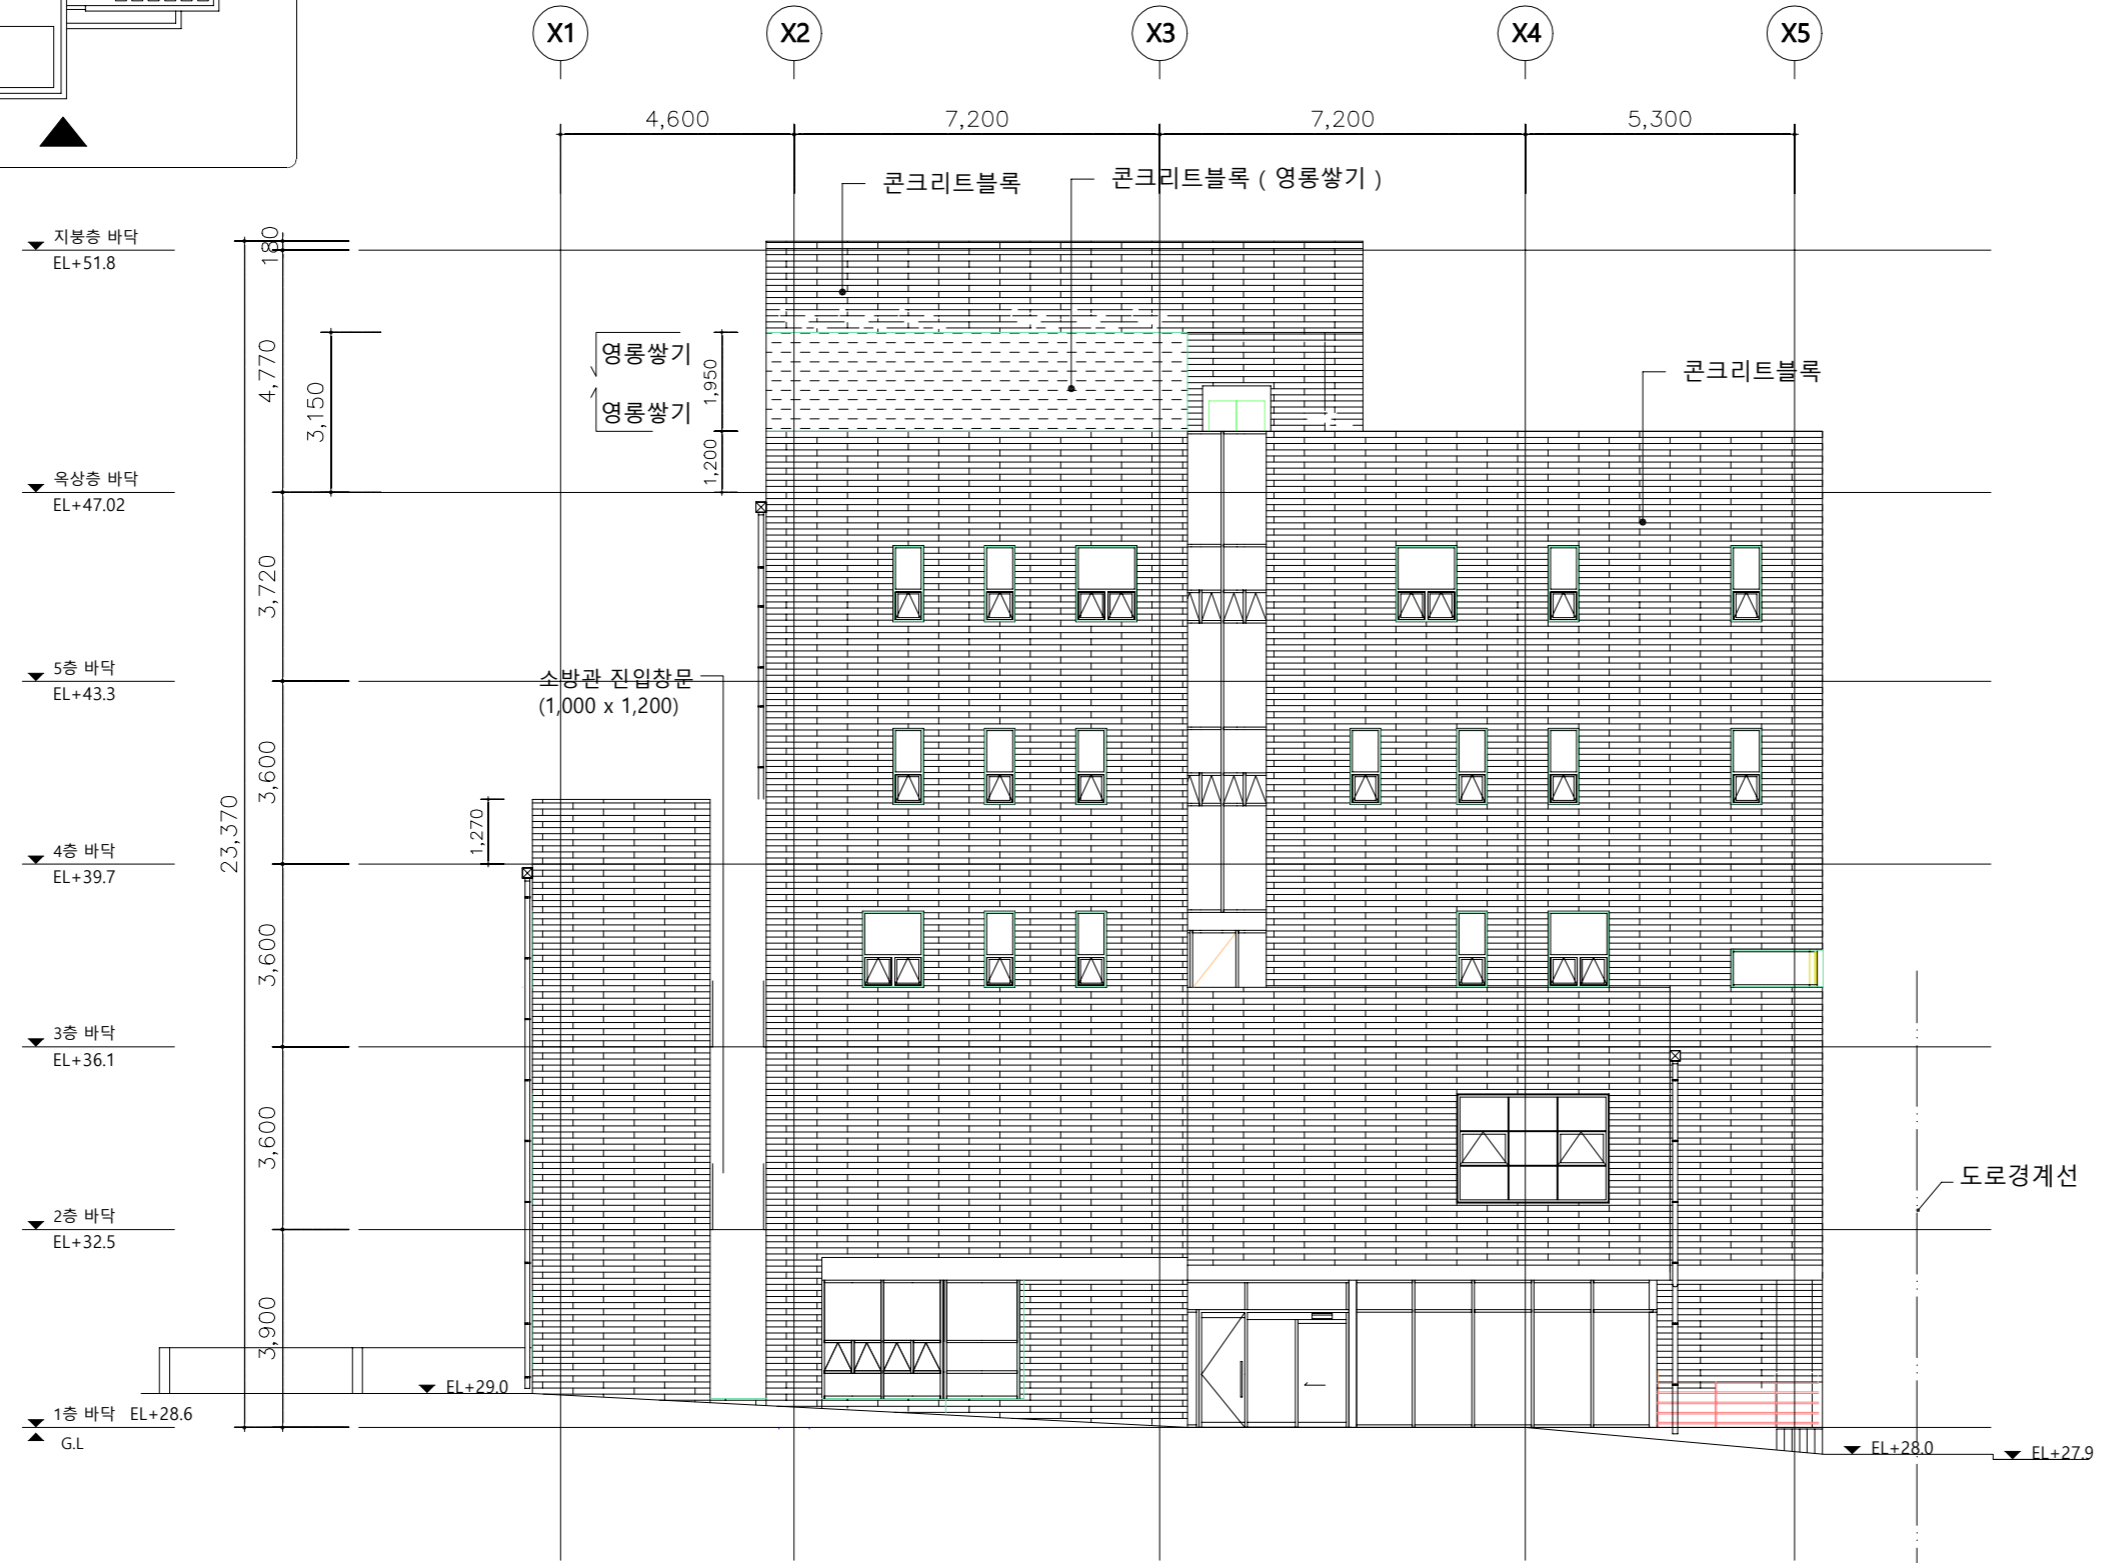 X1
X2
X3
X4
X5
4,600
7,200
7,200
5,300
콘크리트블록
콘크리트블록 ( 영롱쌓기 )
지붕층 바닥
EL+51.8
180
4,770
3,150
영롱쌓기
영롱쌓기
1,950
1,200
콘크리트블록
옥상층 바닥
EL+47.02
3,720
5층 바닥
EL+43.3
소방관 진입창문
(1,000 x 1,200)
3,600
23,370
1,270
4층 바닥
EL+39.7
3,600
3층 바닥
EL+36.1
3,600
도로경계선
2층 바닥
EL+32.5
3,900
EL+29.0
1층 바닥 EL+28.6
G.L
EL+28.0
EL+27.9